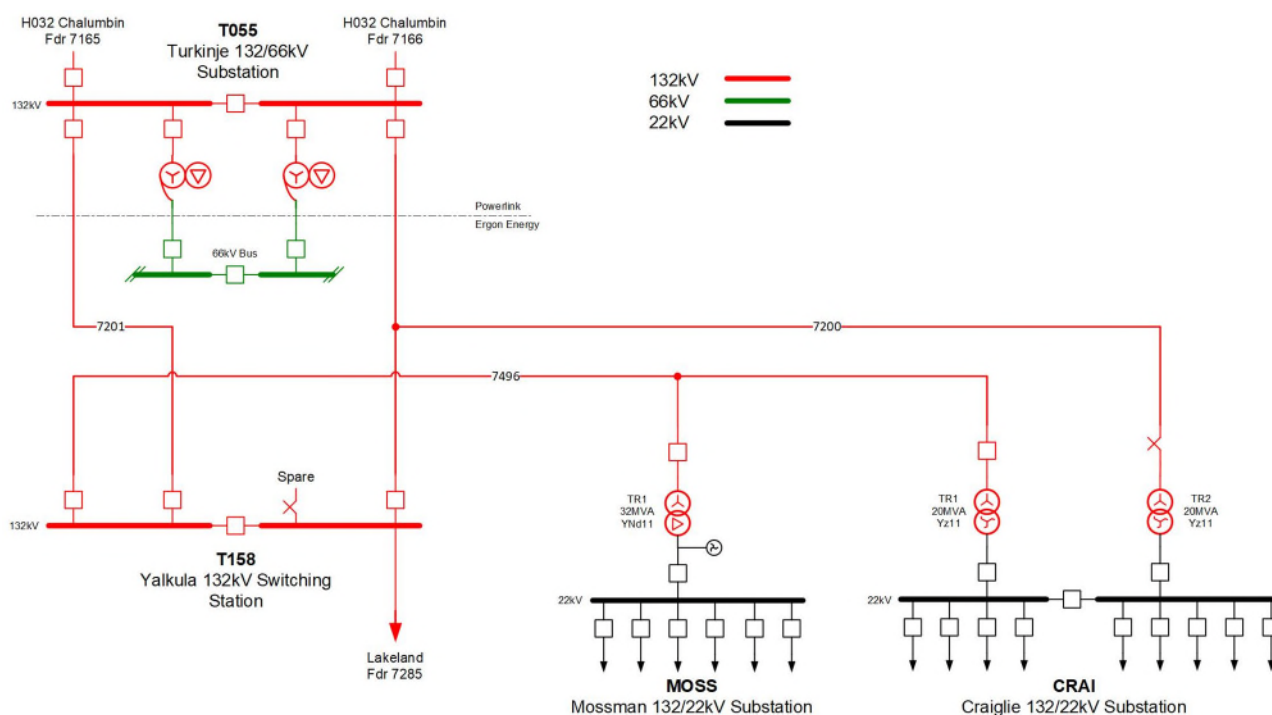 H032 Chalumbin
Fdr 7165
T055
Turkinje 132/66kV
Substation
H032 Chalumbin
Fdr 7166
132kV
66kV
22kV
132kV
Powerlink
Ergon Energy
66kV Bus
7201
7200
7496
Spare
TR1
32MVA
YNd11
TR1
20MVA
Yz11
TR2
20MVA
Yz11
132kV
T158
Yalkula 132kV Switching
Station
22kV
22kV
Lakeland
Fdr 7285
MOSS
Mossman 132/22kV Substation
CRAI
Craiglie 132/22kV Substation